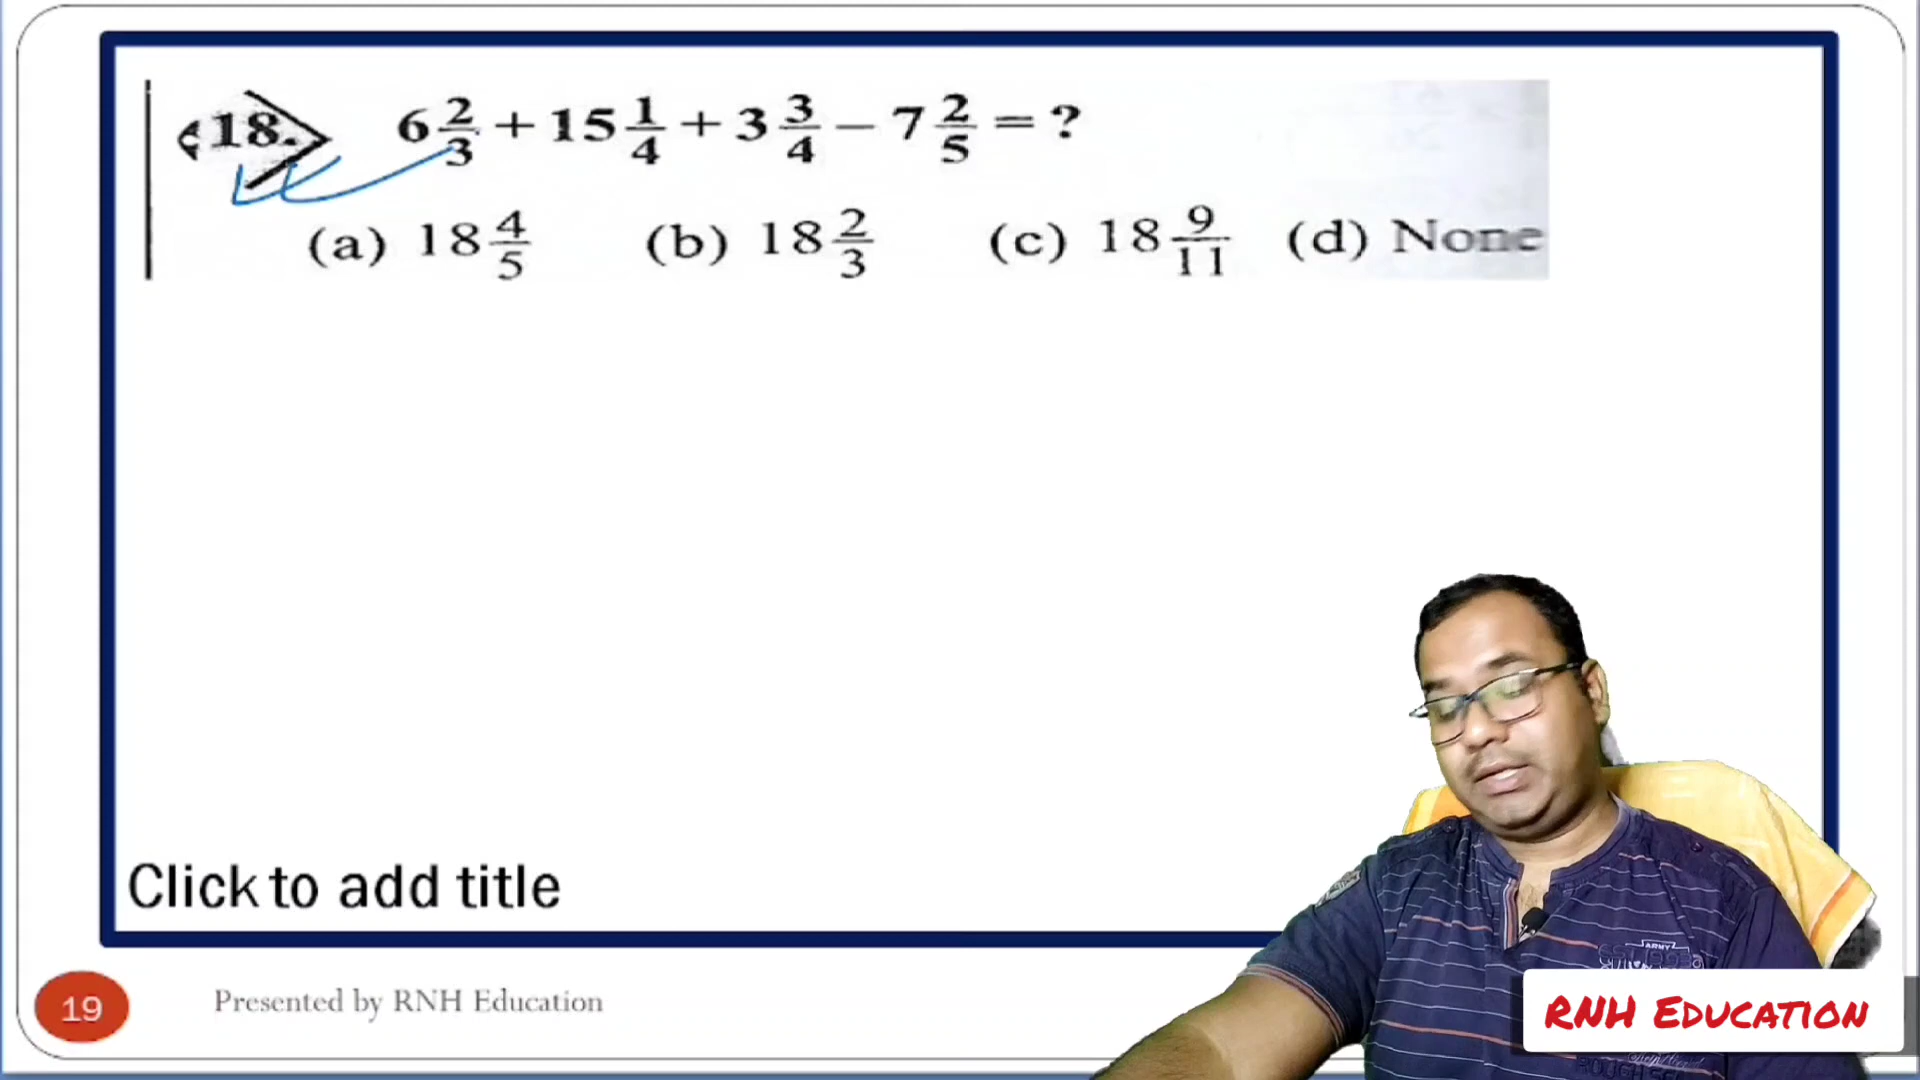 18. 6 2/3 + 15 1/4 + 3 3/4 − 7 2/5 = ?
(a) 18 4/5 (b) 18 2/3 (c) 18 9/11 (d) None
Click to add title
19
Presented by RNH Education
ARMY
RNH EDUCATION